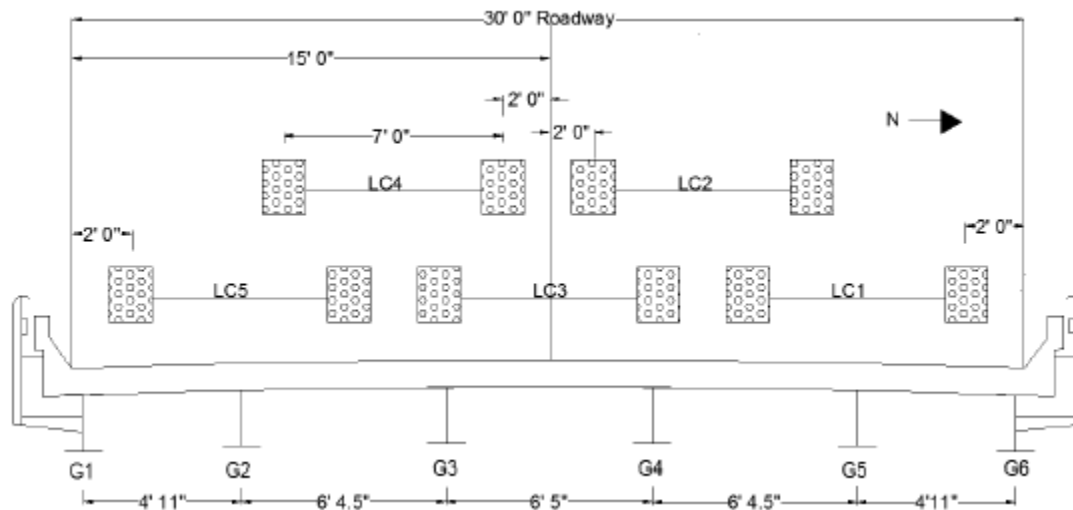 30' 0" Roadway
15' 0"
2' 0"
N
7' 0"
2' 0"
LC4
LC2
2' 0"
2' 0"
LC5
LC3
LC1
G1
G2
G3
G4
G5
G6
4' 11"
6' 4.5"
6' 5"
6' 4.5"
4'11"